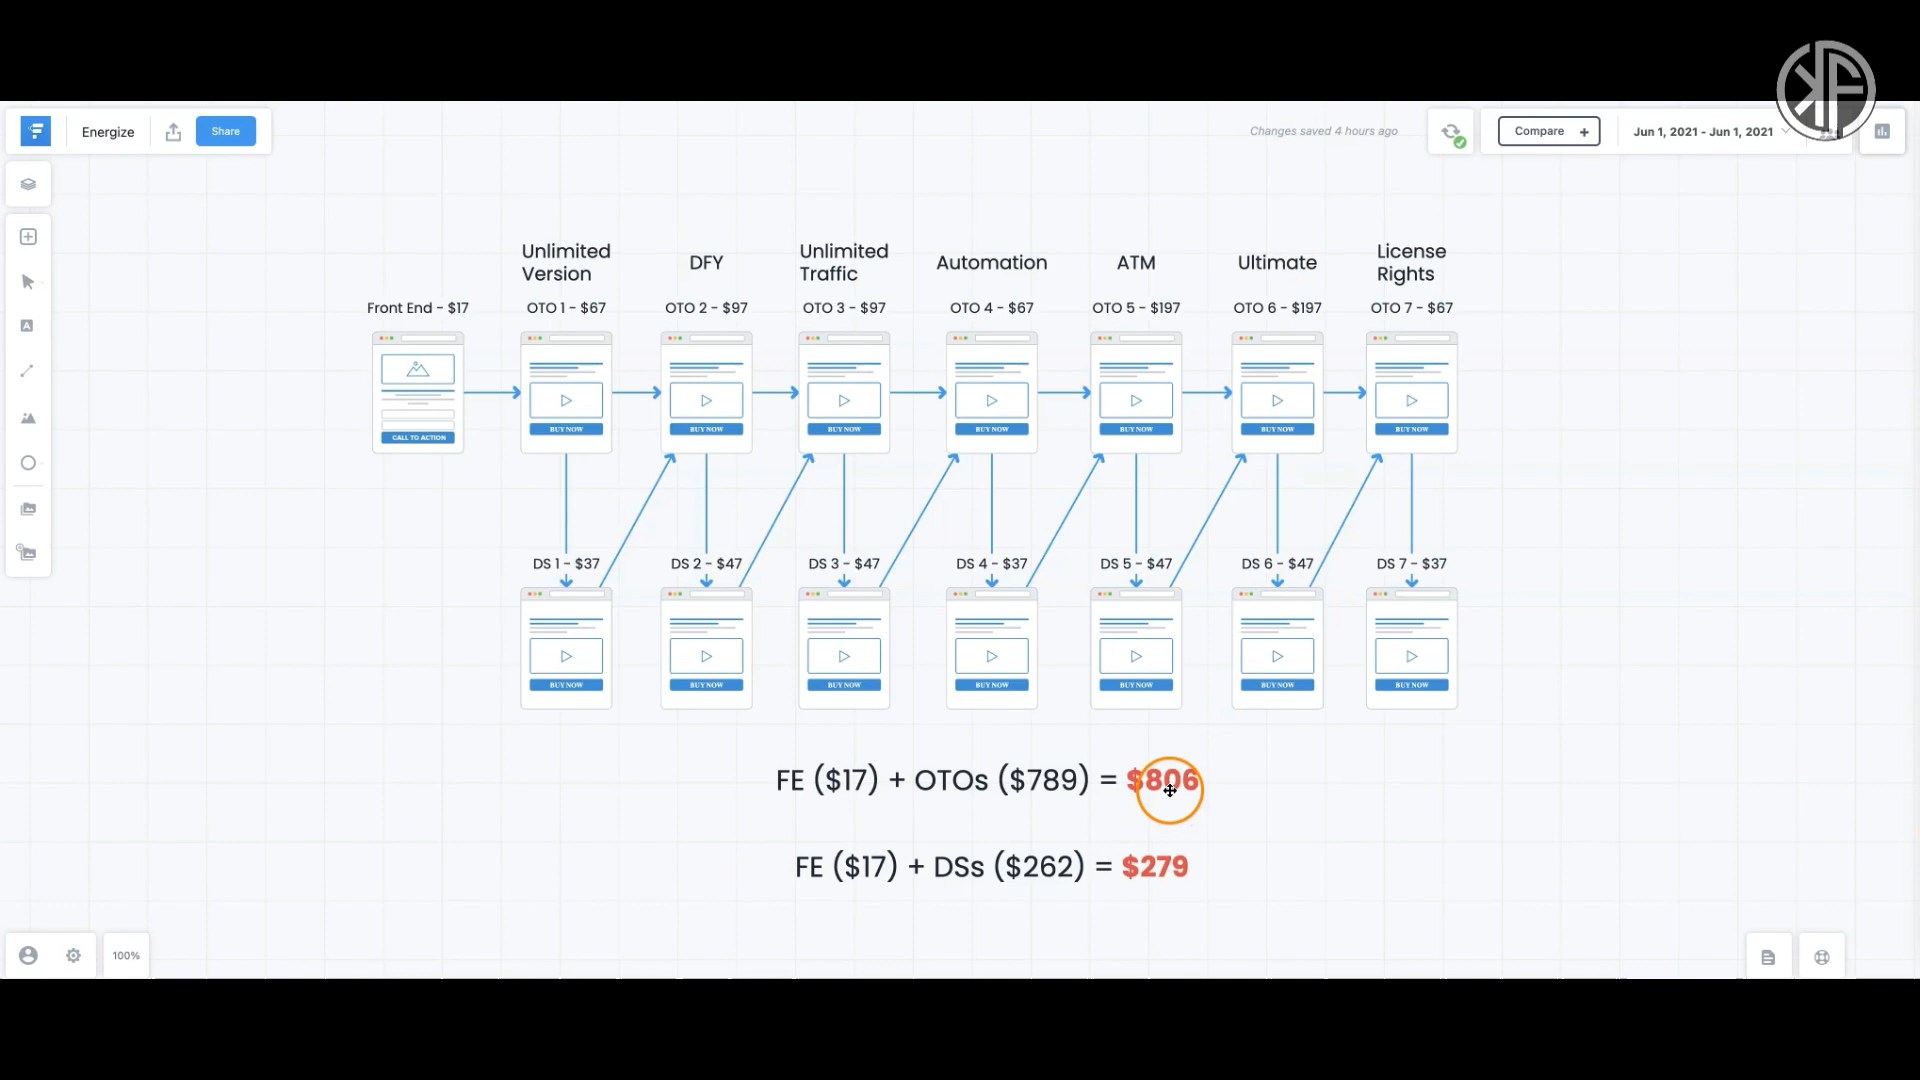 Energize
Share
Changes saved 4 hours ago
Compare +
Jun 1, 2021 - Jun 1, 2021
KF
Unlimited Version
DFY
Unlimited Traffic
Automation
ATM
Ultimate
License Rights
Front End - $17
OTO 1 - $67
OTO 2 - $97
OTO 3 - $97
OTO 4 - $67
OTO 5 - $197
OTO 6 - $197
OTO 7 - $67
CALL TO ACTION
BUY NOW
BUY NOW
BUY NOW
BUY NOW
BUY NOW
BUY NOW
BUY NOW
DS 1 - $37
DS 2 - $47
DS 3 - $47
DS 4 - $37
DS 5 - $47
DS 6 - $47
DS 7 - $37
BUY NOW
BUY NOW
BUY NOW
BUY NOW
BUY NOW
BUY NOW
BUY NOW
FE ($17) + OTOs ($789) = $806
FE ($17) + DSs ($262) = $279
100%